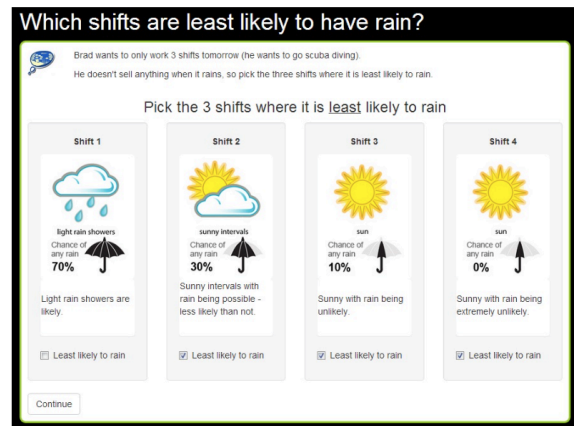 Which shifts are least likely to have rain?
Brad wants to only work 3 shifts tomorrow (he wants to go scuba diving).
He doesn't sell anything when it rains, so pick the three shifts where it is least likely to rain.
Pick the 3 shifts where it is least likely to rain
Shift 1
light rain showers
Chance of
any rain
70%
Light rain showers are
likely.
Least likely to rain
Shift 2
sunny intervals
Chance of
any rain
30%
Sunny intervals with
rain being possible -
less likely than not.
Least likely to rain
Shift 3
sun
Chance of
any rain
10%
Sunny with rain being
unlikely.
Least likely to rain
Shift 4
sun
Chance of
any rain
0%
Sunny with rain being
extremely unlikely.
Least likely to rain
Continue